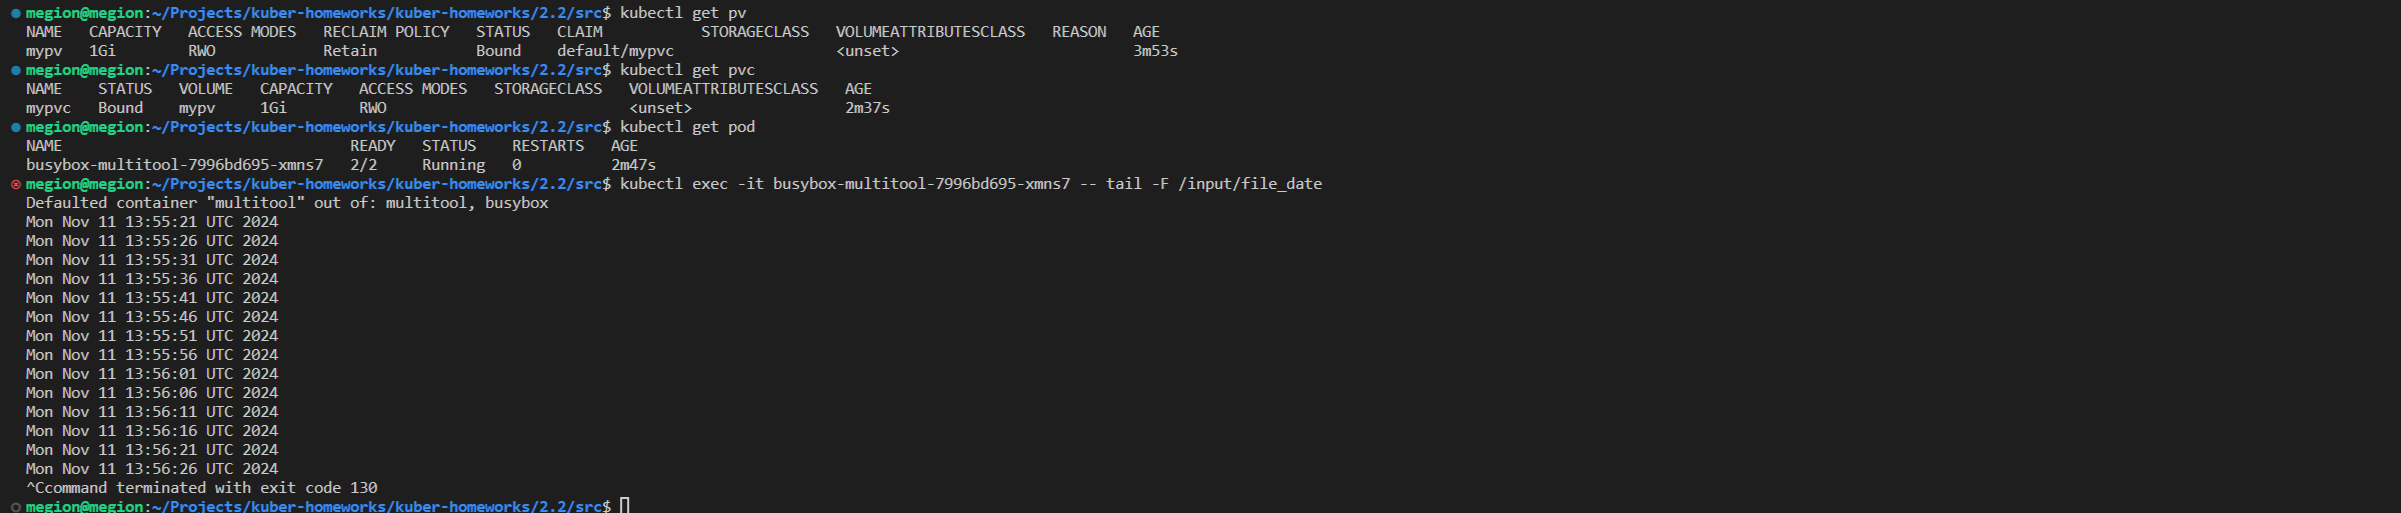 megion@megion:~/Projects/kuber-homeworks/kuber-homeworks/2.2/src$ kubectl get pv
NAME   CAPACITY   ACCESS MODES   RECLAIM POLICY   STATUS   CLAIM           STORAGECLASS   VOLUMEATTRIBUTESCLASS   REASON   AGE
mypv   1Gi        RWO            Retain           Bound    default/mypvc                  <unset>                          3m53s
megion@megion:~/Projects/kuber-homeworks/kuber-homeworks/2.2/src$ kubectl get pvc
NAME    STATUS   VOLUME   CAPACITY   ACCESS MODES   STORAGECLASS   VOLUMEATTRIBUTESCLASS   AGE
mypvc   Bound    mypv     1Gi        RWO                           <unset>                 2m37s
megion@megion:~/Projects/kuber-homeworks/kuber-homeworks/2.2/src$ kubectl get pod
NAME                                READY   STATUS    RESTARTS   AGE
busybox-multitool-7996bd695-xmns7   2/2     Running   0          2m47s
megion@megion:~/Projects/kuber-homeworks/kuber-homeworks/2.2/src$ kubectl exec -it busybox-multitool-7996bd695-xmns7 -- tail -F /input/file_date
Defaulted container "multitool" out of: multitool, busybox
Mon Nov 11 13:55:21 UTC 2024
Mon Nov 11 13:55:26 UTC 2024
Mon Nov 11 13:55:31 UTC 2024
Mon Nov 11 13:55:36 UTC 2024
Mon Nov 11 13:55:41 UTC 2024
Mon Nov 11 13:55:46 UTC 2024
Mon Nov 11 13:55:51 UTC 2024
Mon Nov 11 13:55:56 UTC 2024
Mon Nov 11 13:56:01 UTC 2024
Mon Nov 11 13:56:06 UTC 2024
Mon Nov 11 13:56:11 UTC 2024
Mon Nov 11 13:56:16 UTC 2024
Mon Nov 11 13:56:21 UTC 2024
Mon Nov 11 13:56:26 UTC 2024
^Ccommand terminated with exit code 130
megion@megion:~/Projects/kuber-homeworks/kuber-homeworks/2.2/src$